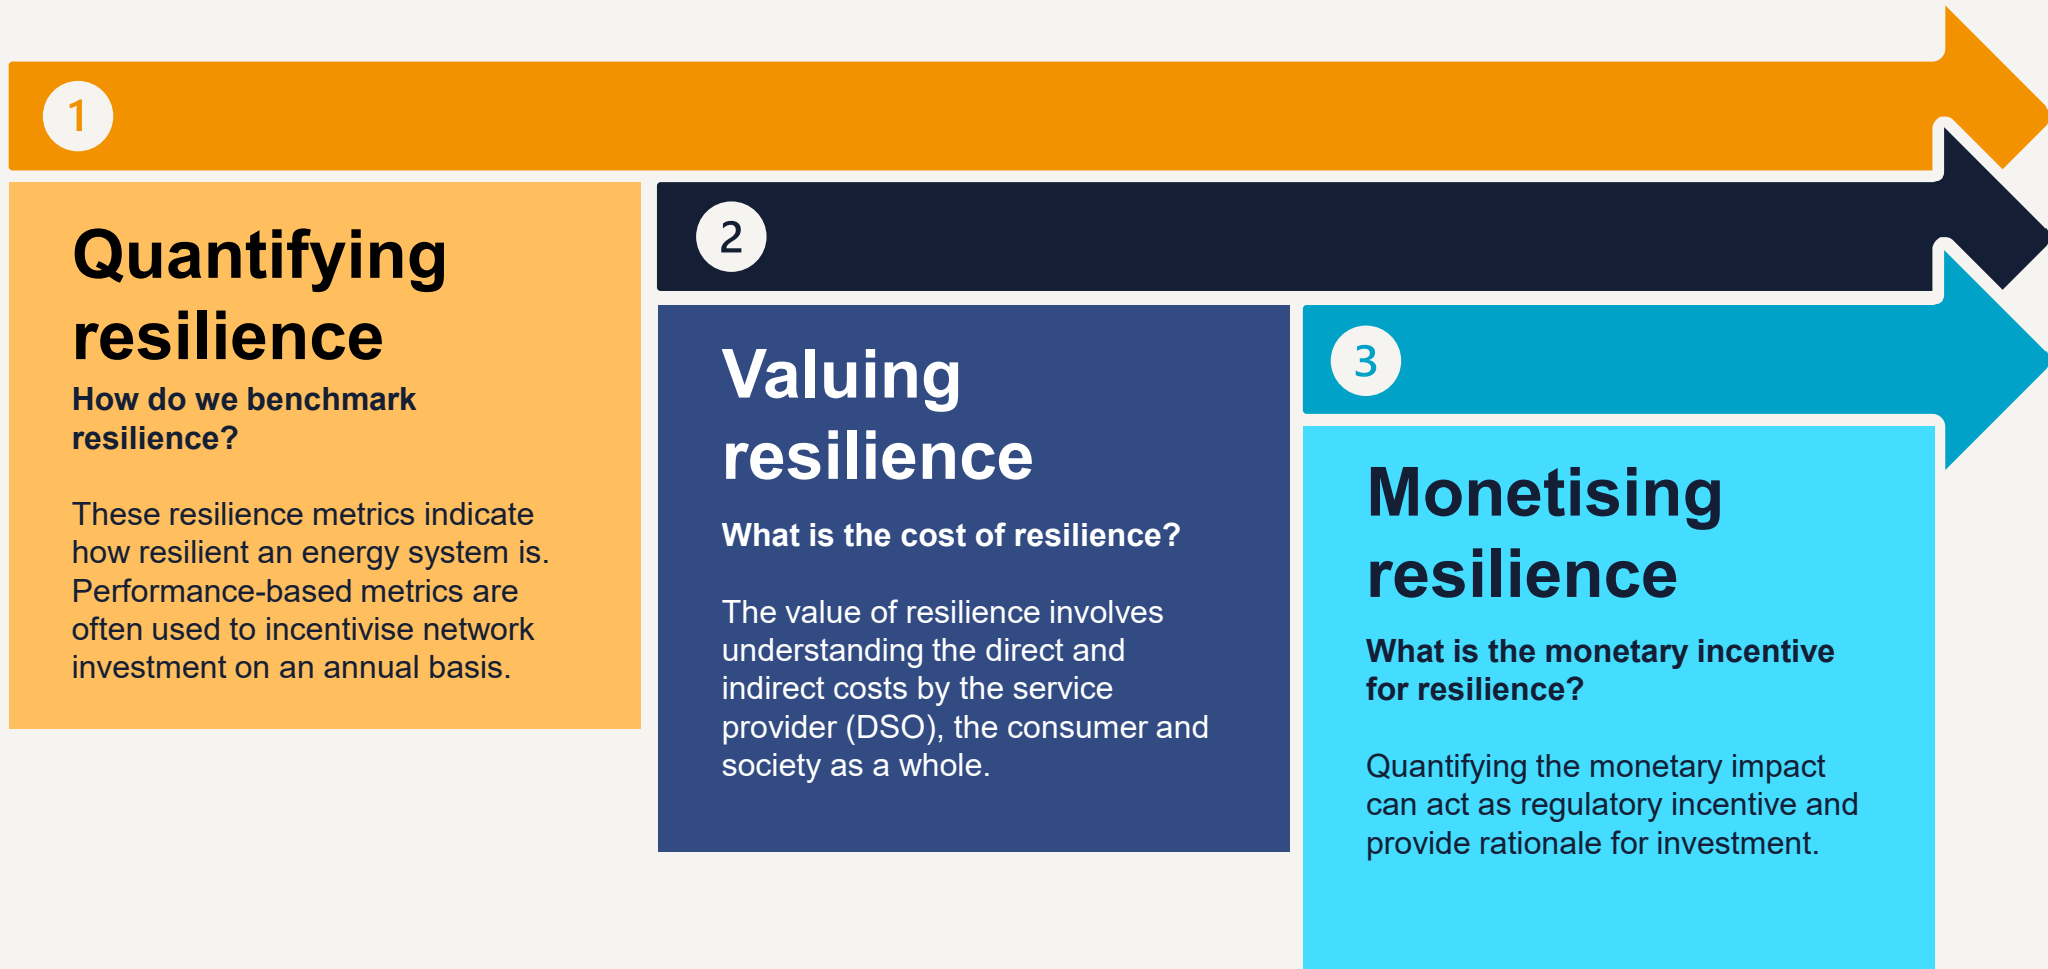 1
Quantifying
resilience
How do we benchmark
resilience?
These resilience metrics indicate
how resilient an energy system is.
Performance-based metrics are
often used to incentivise network
investment on an annual basis.
2
Valuing
resilience
What is the cost of resilience?
The value of resilience involves
understanding the direct and
indirect costs by the service
provider (DSO), the consumer and
society as a whole.
3
Monetising
resilience
What is the monetary incentive
for resilience?
Quantifying the monetary impact
can act as regulatory incentive and
provide rationale for investment.